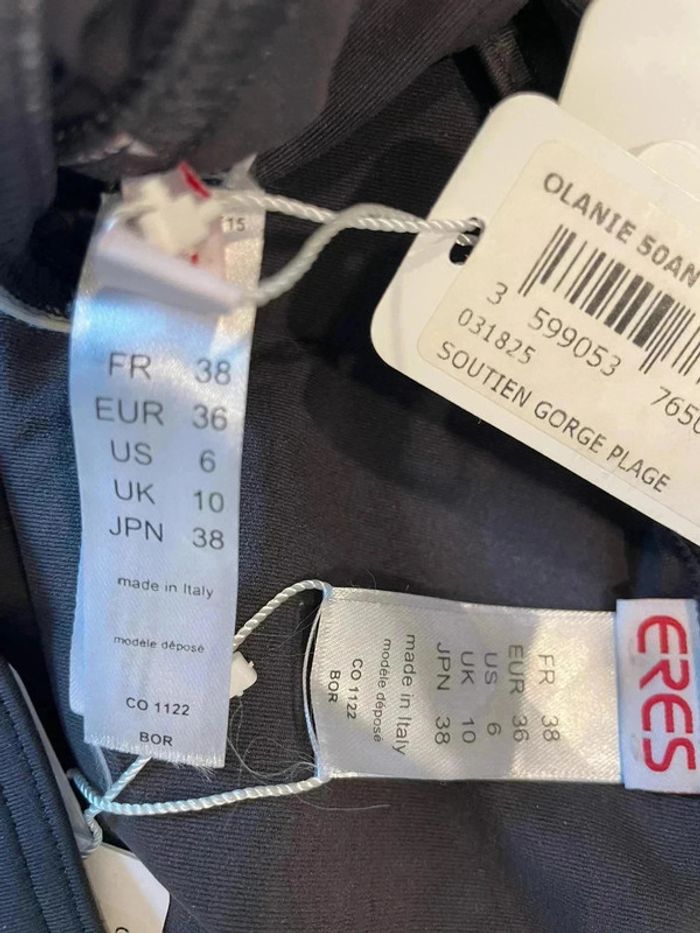 15
FR 38
EUR 36
US 6
UK 10
JPN 38
made in Italy
modèle déposé
CO 1122
BOR
OLANIE 50AN
3 599053 7650
031825
SOUTIEN GORGE PLAGE
ERES
FR 38
EUR 36
US 6
UK 10
JPN 38
made in Italy
modèle déposé
CO 1122
BOR